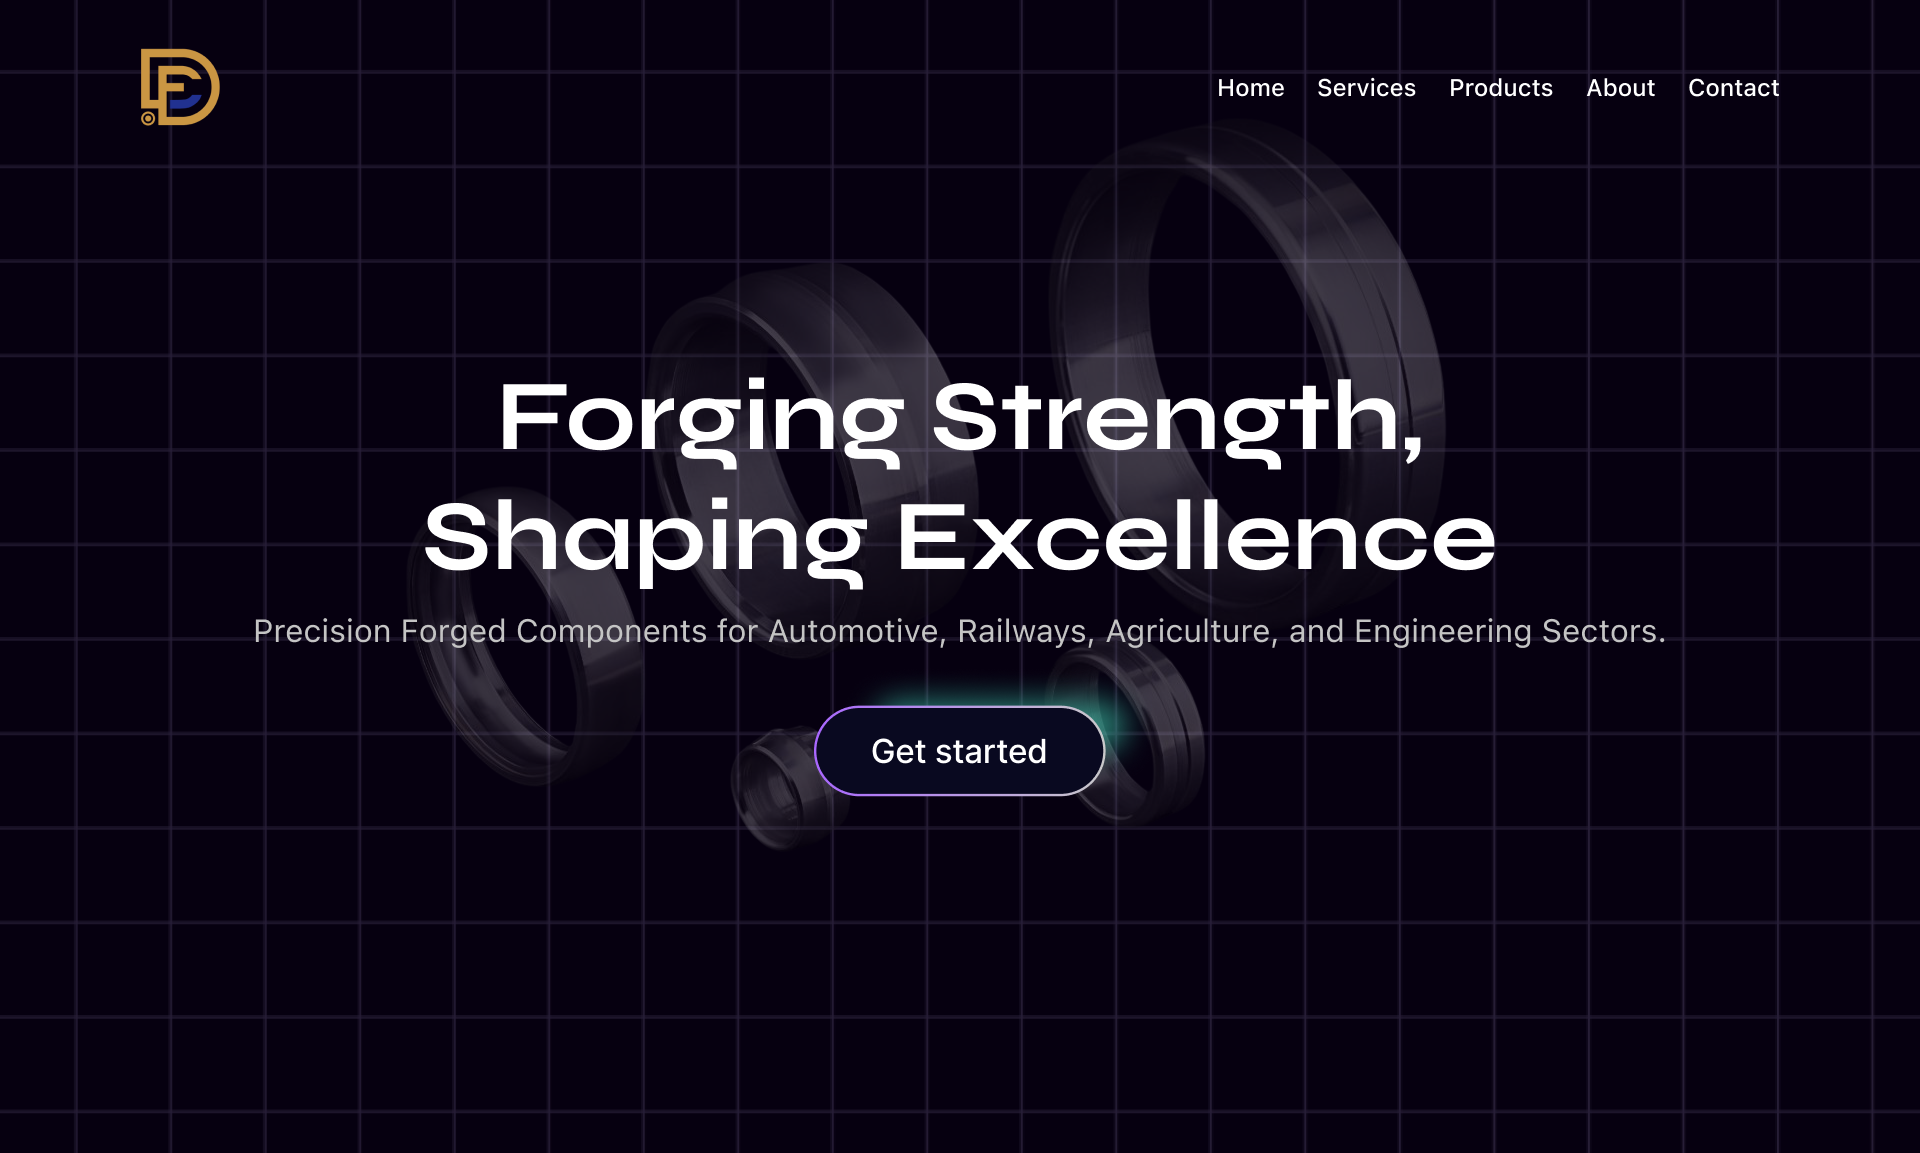 Home Services Products About Contact
Forging Strength,
Shaping Excellence
Precision Forged Components for Automotive, Railways, Agriculture, and Engineering Sectors.
Get started